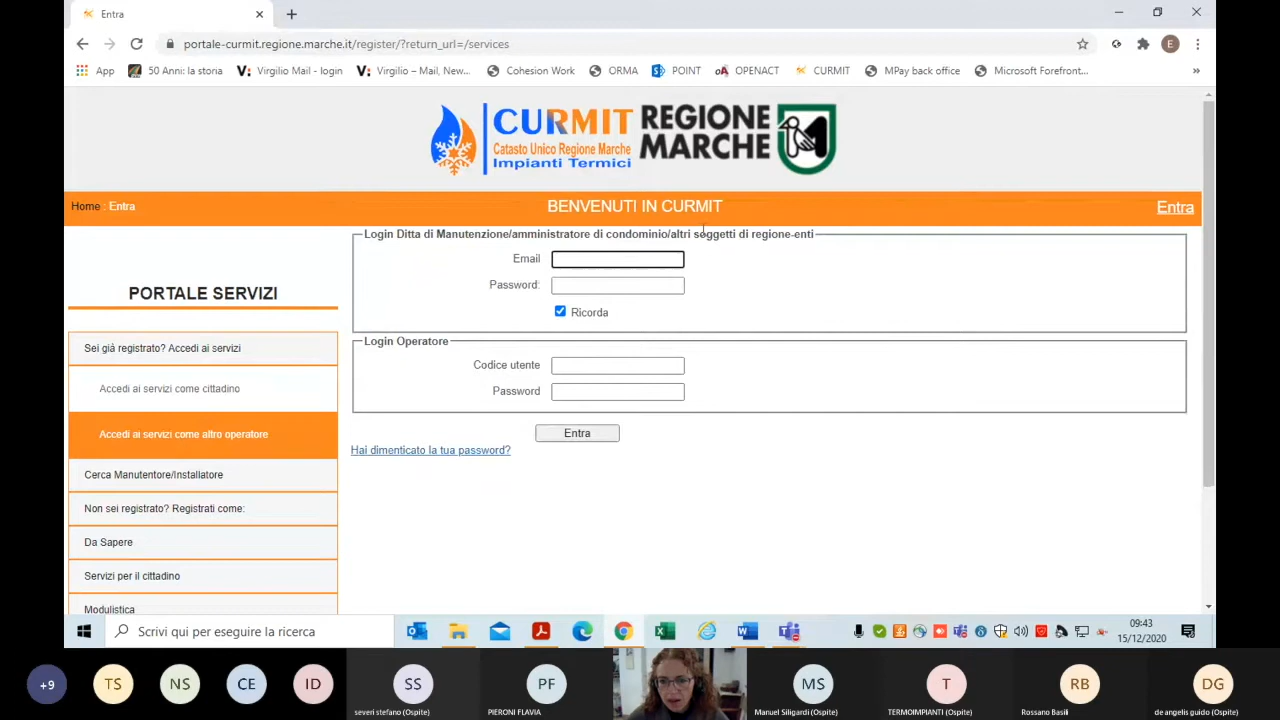 Entra
portale-curmit.regione.marche.it/register/?return_url=/services
E
App
50 Anni: la storia
Virgilio Mail - login
Virgilio – Mail, New...
Cohesion Work
ORMA
POINT
OPENACT
CURMIT
MPay back office
Microsoft Forefront...
»
CURMIT
Catasto Unico Regione Marche
Impianti Termici
REGIONE
MARCHE
Home : Entra
BENVENUTI IN CURMIT
Entra
Login Ditta di Manutenzione/amministratore di condominio/altri soggetti di regione-enti
Email
Password:
Ricorda
Login Operatore
Codice utente
Password
Entra
Hai dimenticato la tua password?
PORTALE SERVIZI
Sei già registrato? Accedi ai servizi
Accedi ai servizi come cittadino
Accedi ai servizi come altro operatore
Cerca Manutentore/Installatore
Non sei registrato? Registrati come:
Da Sapere
Servizi per il cittadino
Modulistica
Scrivi qui per eseguire la ricerca
09:43
15/12/2020
+9
TS
NS
CE
ID
SS
severi stefano (Ospite)
PF
PIERONI FLAVIA
MS
Manuel Siligardi (Ospite)
T
TERMOIMPIANTI (Ospite)
RB
Rossano Basili
DG
de angelis guido (Ospite)